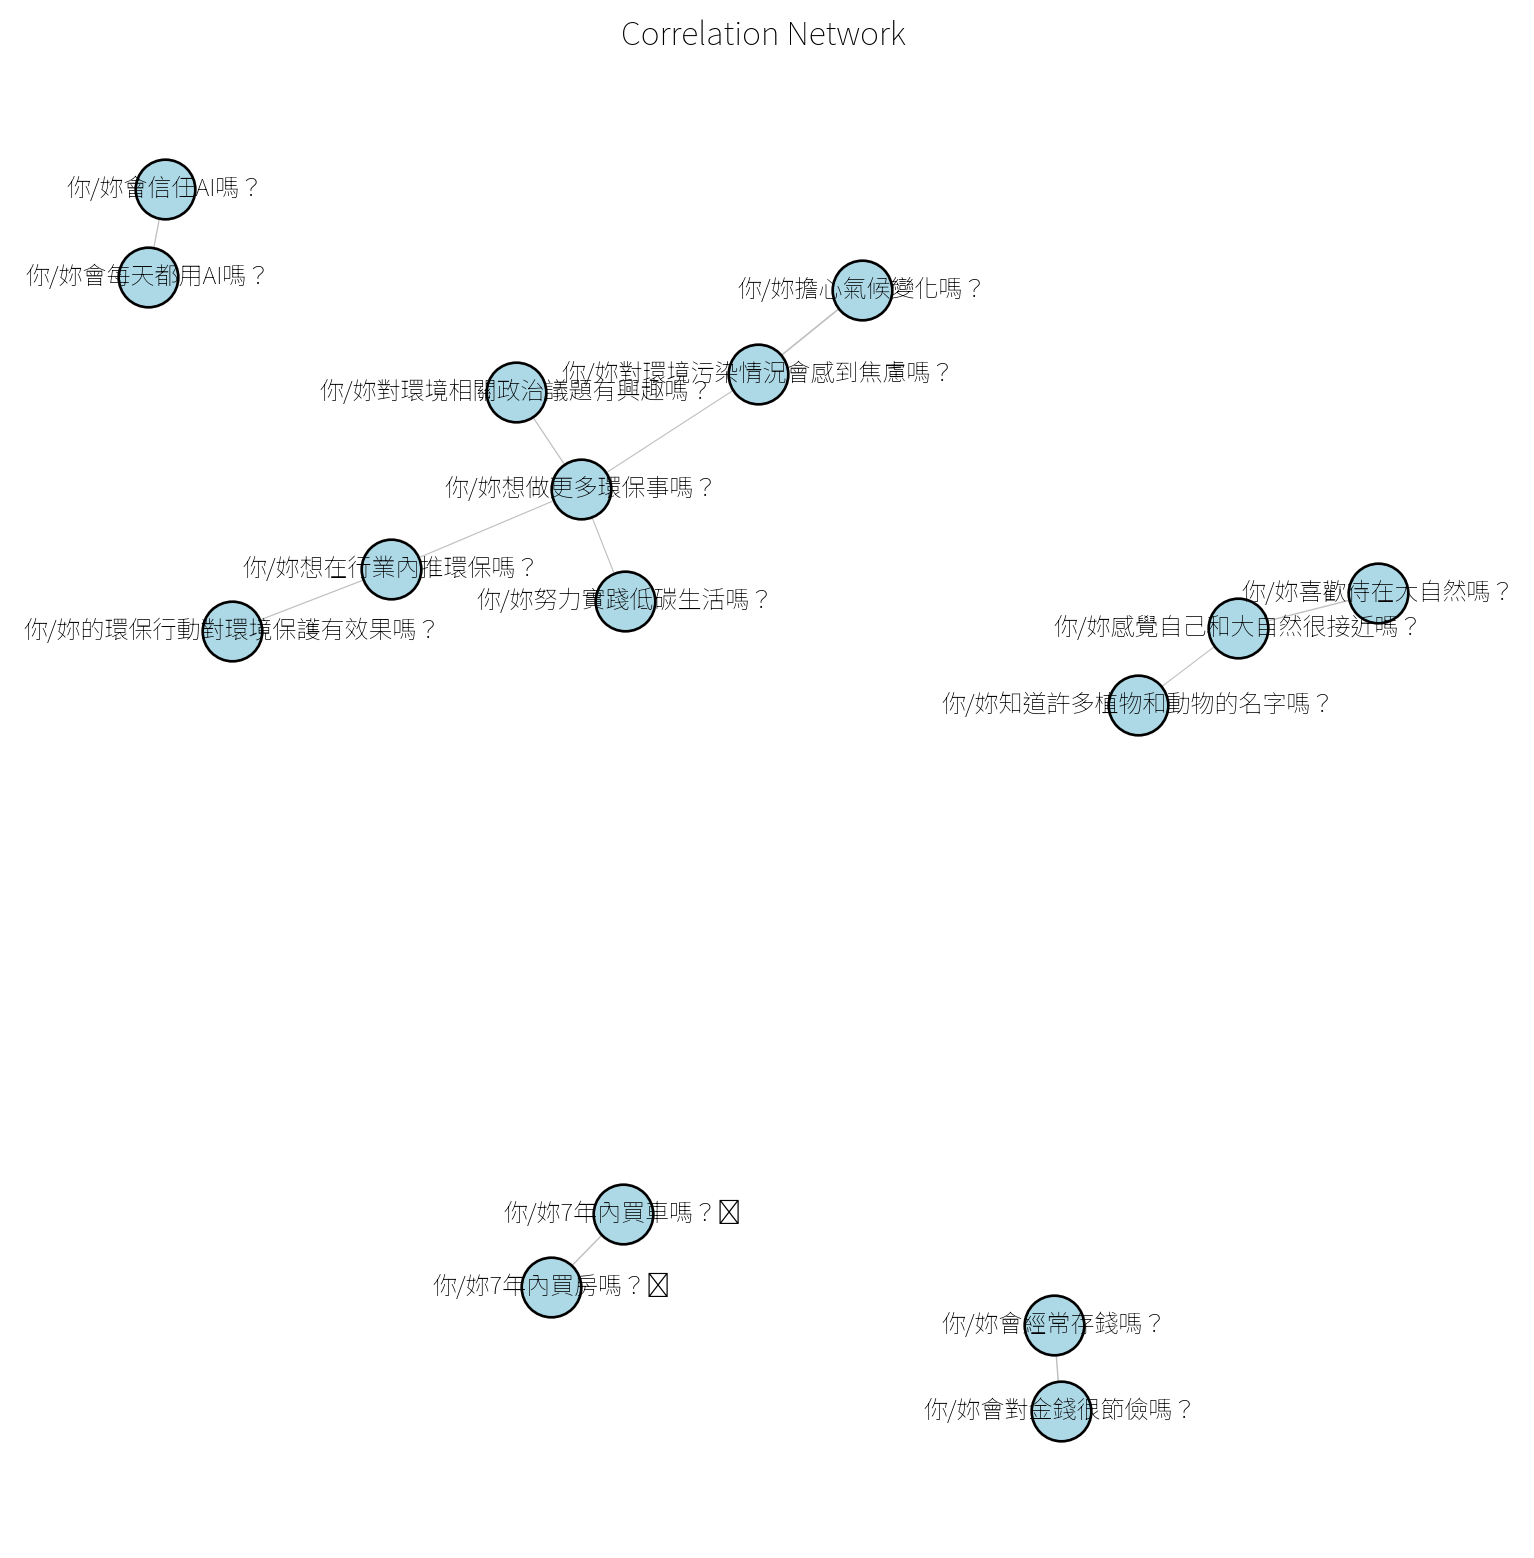 Correlation Network
你/妳會信任AI嗎？
你/妳會每天都用AI嗎？
你/妳擔心氣候變化嗎？
你/妳對環境污染情況會感到焦慮嗎？
你/妳對環境相關政治議題有興趣嗎？
你/妳想做更多環保事嗎？
你/妳想在行業內推環保嗎？
你/妳努力實踐低碳生活嗎？
你/妳的環保行動對環境保護有效果嗎？
你/妳喜歡待在大自然嗎？
你/妳感覺自己和大自然很接近嗎？
你/妳知道許多植物和動物的名字嗎？
你/妳7年內買車嗎？
你/妳7年內買房嗎？
你/妳會經常存錢嗎？
你/妳會對金錢很節儉嗎？